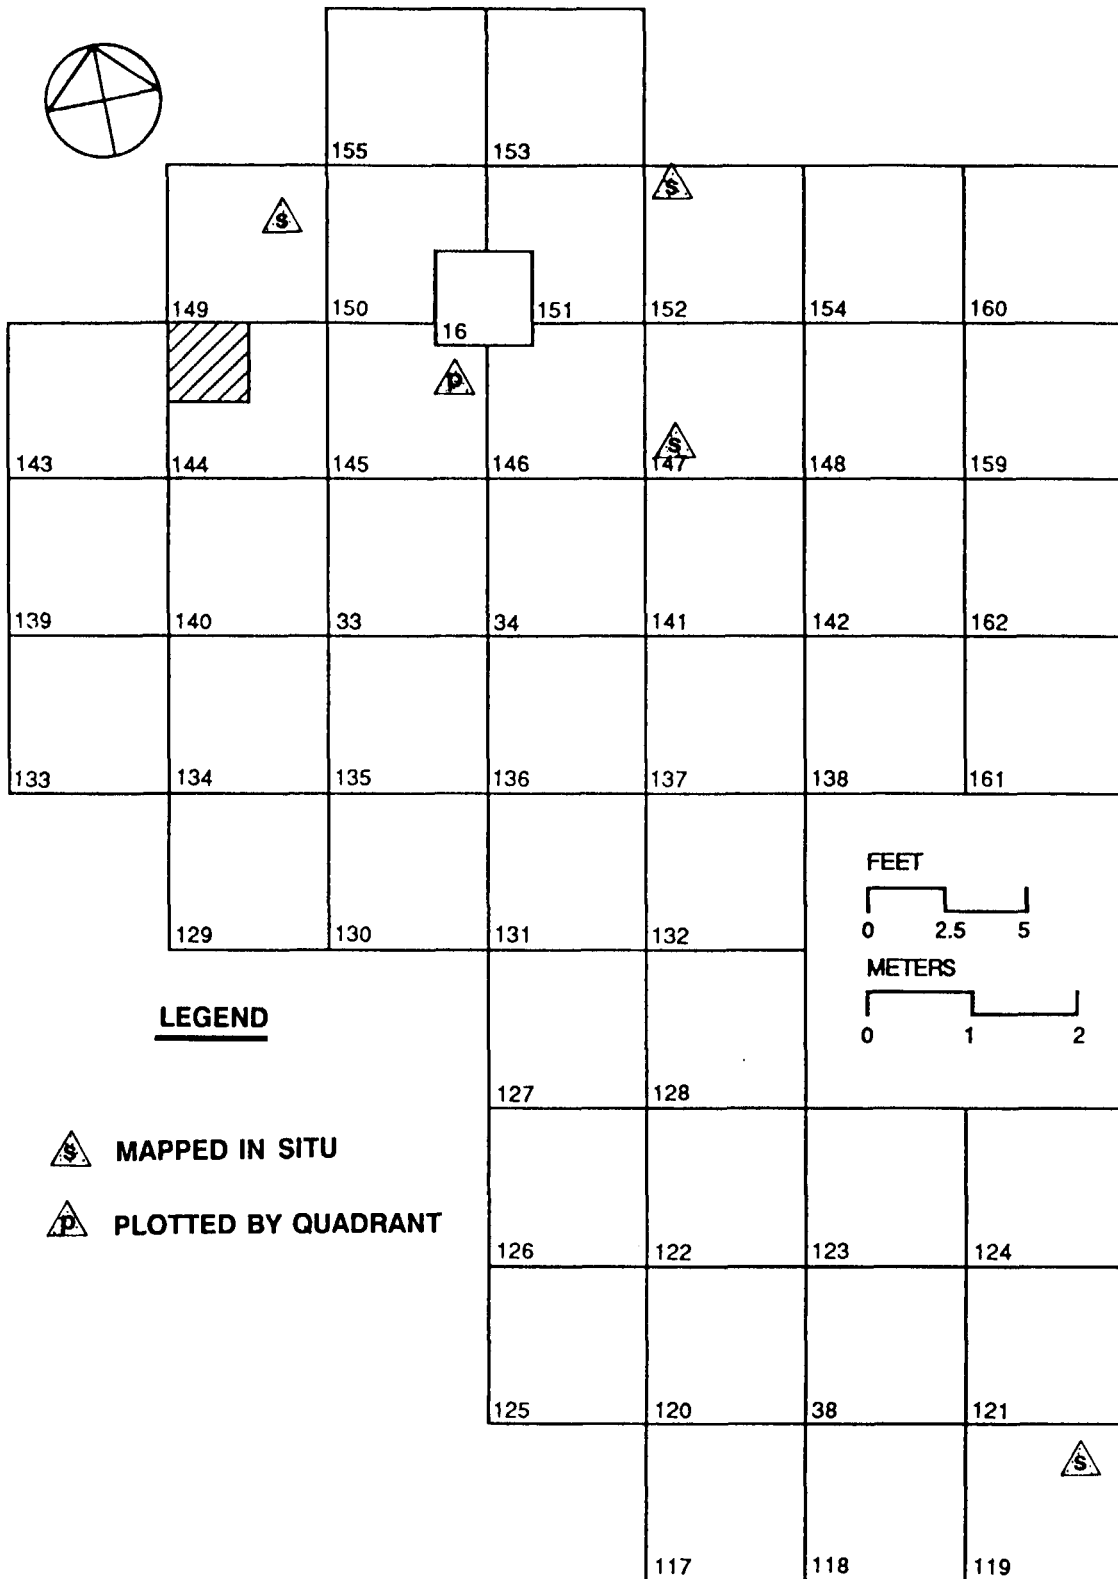 155 153
S
S
149 150 16 151 152 154 160
P
S
143 144 145 146 147 148 159
139 140 33 34 141 142 162
133 134 135 136 137 138 161
FEET
0 2.5 5
129 130 131 132
METERS
0 1 2
LEGEND
127 128
S MAPPED IN SITU
P PLOTTED BY QUADRANT
126 122 123 124
125 120 38 121
S
117 118 119